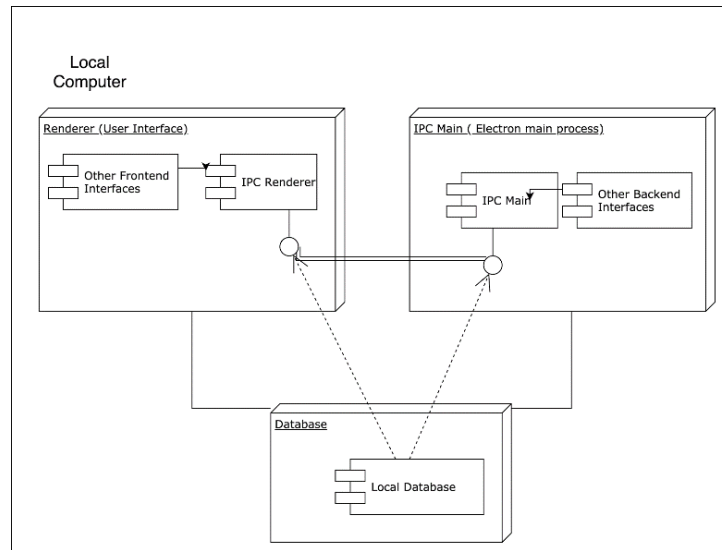 Local
Computer
Renderer (User Interface)
Other Frontend
Interfaces
IPC Renderer
IPC Main ( Electron main process)
IPC Main
Other Backend
Interfaces
Database
Local Database